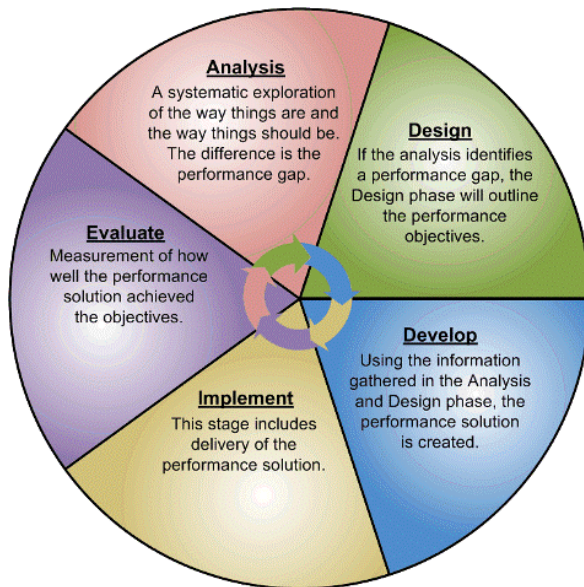 Analysis
A systematic exploration
of the way things are and
the way things should be.
The difference is the
performance gap.
Design
If the analysis identifies
a performance gap, the
Design phase will outline
the performance
objectives.
Develop
Using the information
gathered in the Analysis
and Design phase, the
performance solution
is created.
Implement
This stage includes
delivery of the
performance solution.
Evaluate
Measurement of how
well the performance
solution achieved
the objectives.